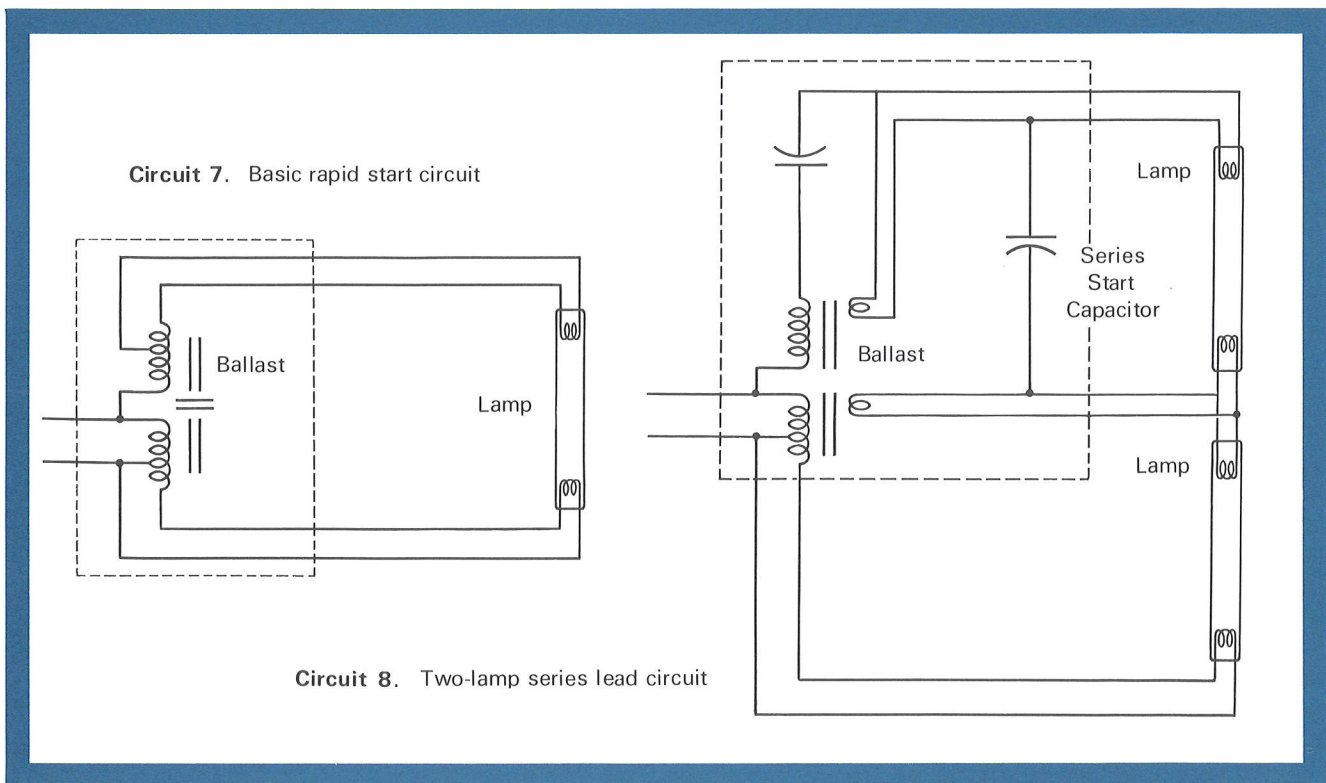 Circuit 7. Basic rapid start circuit
Ballast
Lamp
Lamp
Series
Start
Capacitor
Ballast
Lamp
Circuit 8. Two-lamp series lead circuit